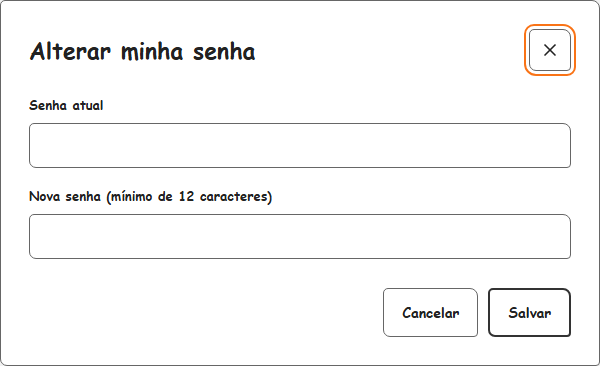 Alterar minha senha
Senha atual
Nova senha (mínimo de 12 caracteres)
Cancelar
Salvar